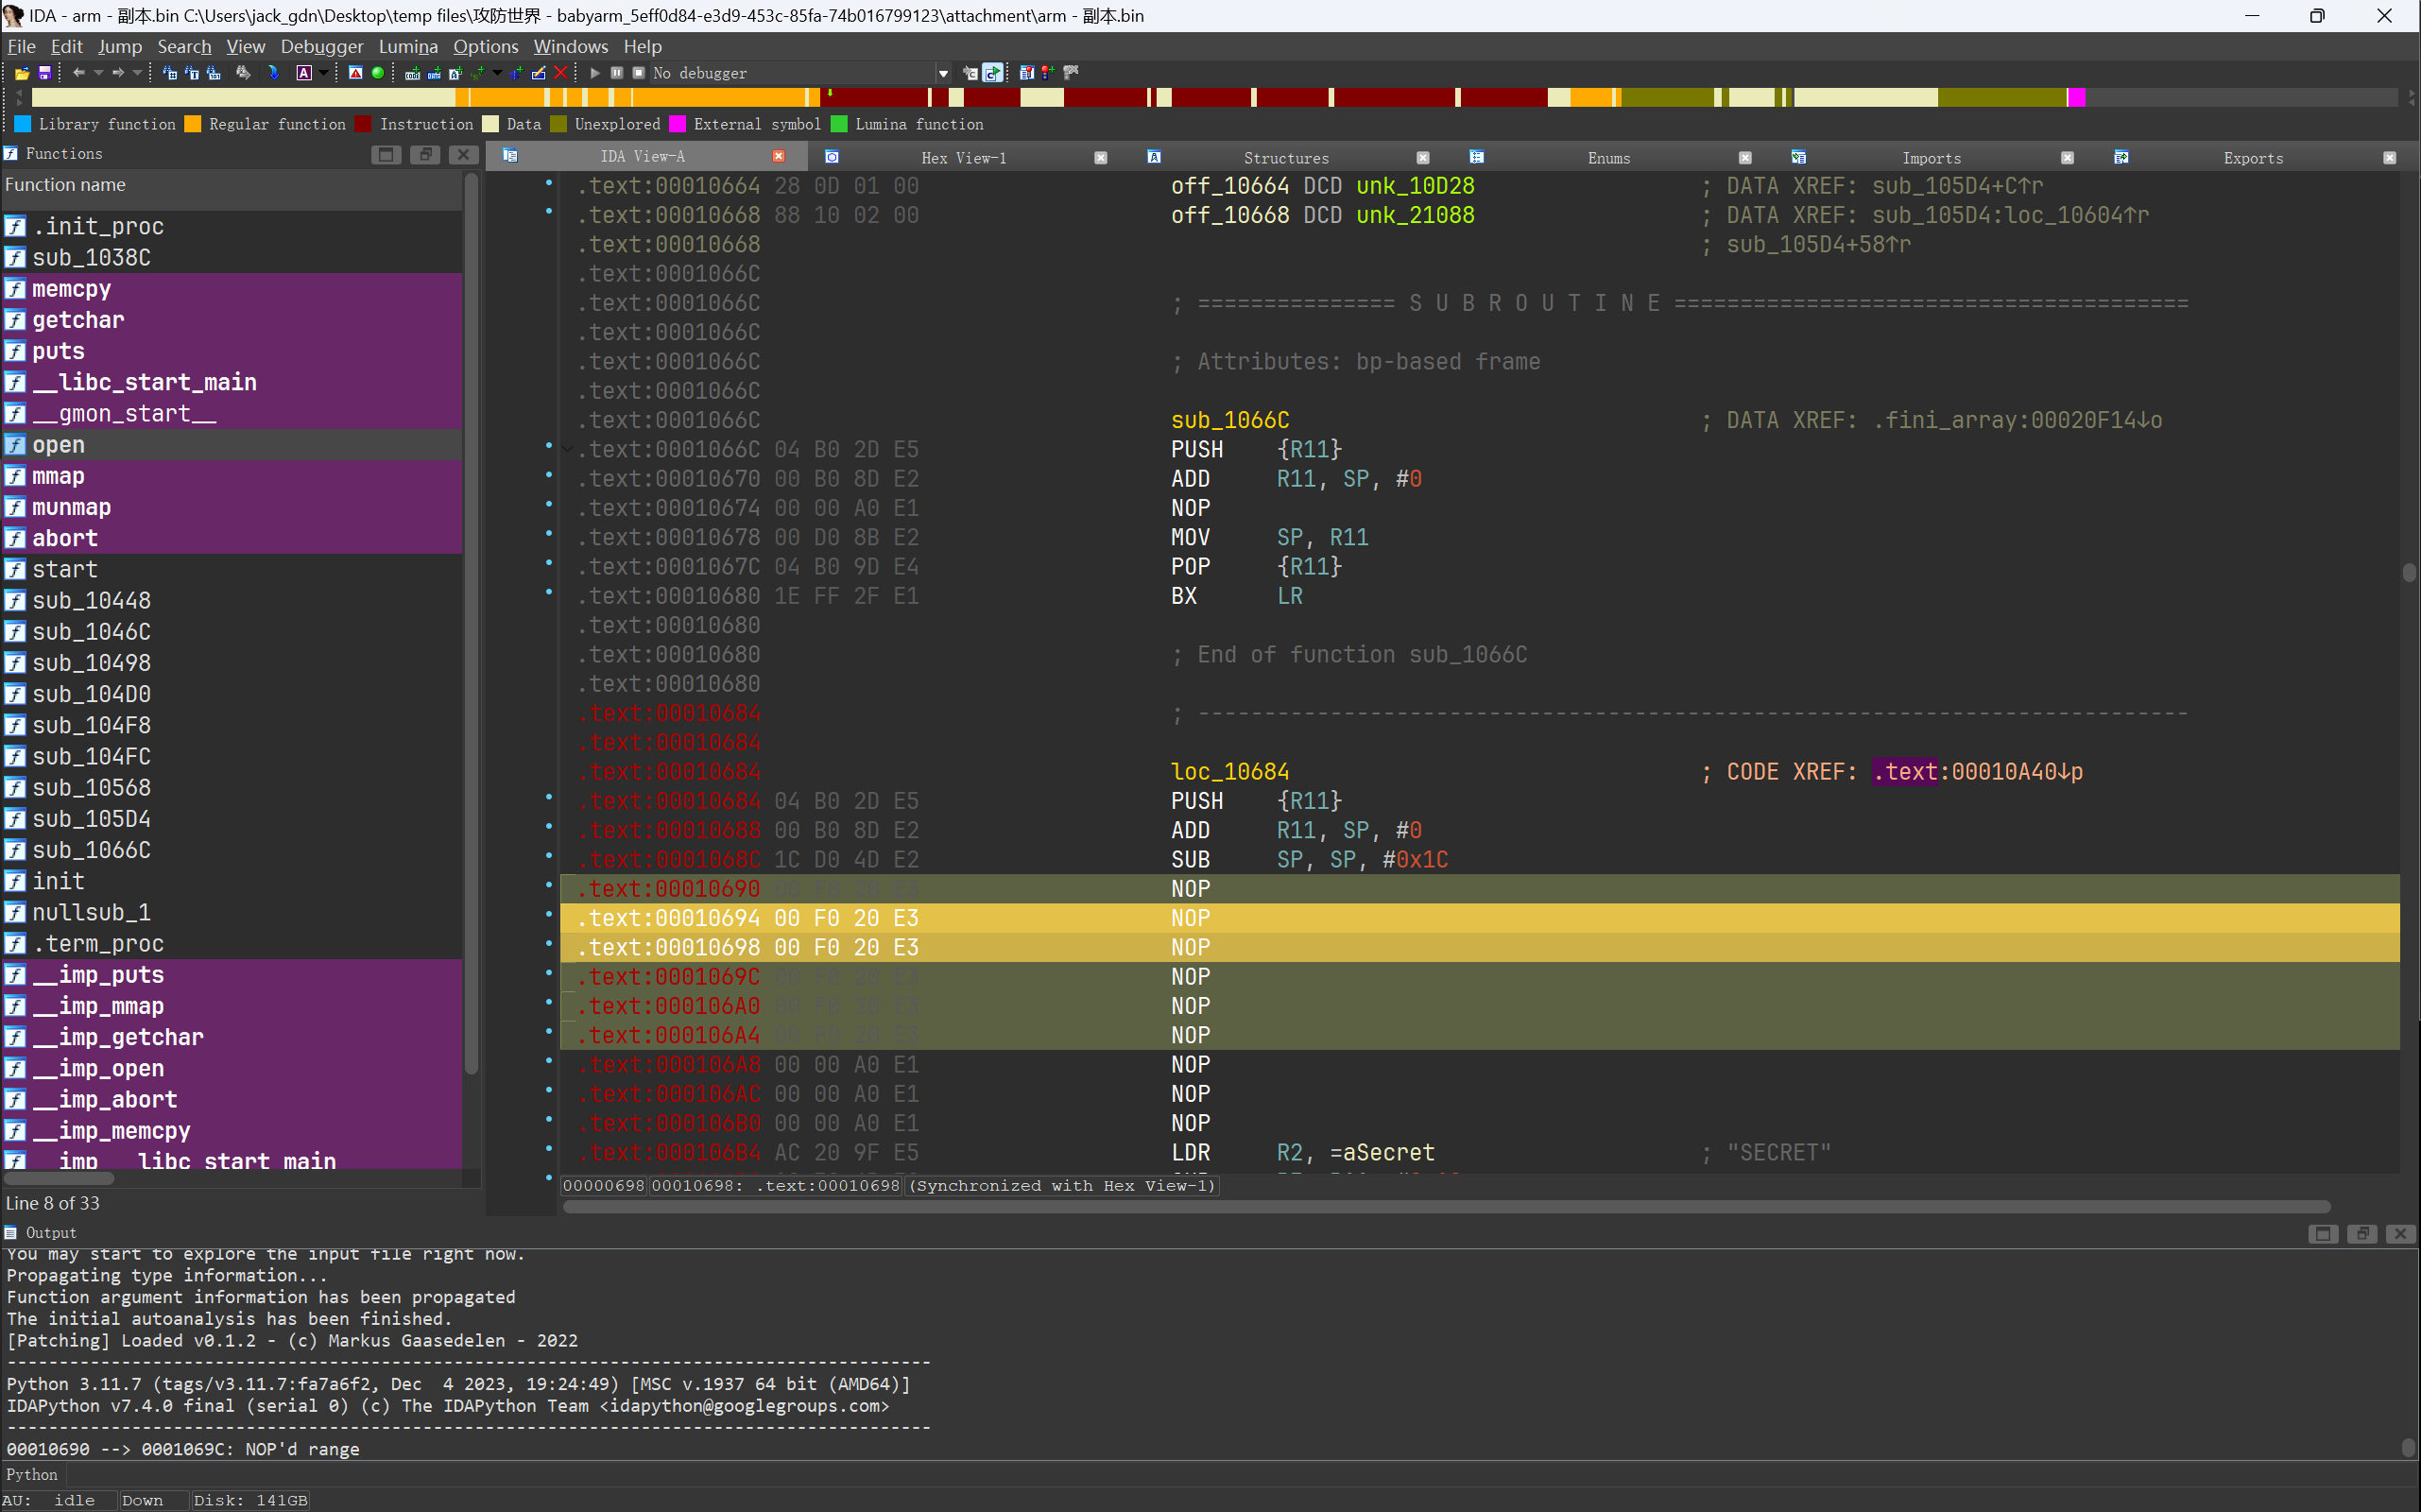 IDA - arm - 副本.bin C:\Users\jack_gdn\Desktop\temp files\攻防世界 - babyarm_5eff0d84-e3d9-453c-85fa-74b016799123\attachment\arm - 副本.bin
File Edit Jump Search View Debugger Lumina Options Windows Help
No debugger
Library function Regular function Instruction Data Unexplored External symbol Lumina function
Functions
IDA View-A Hex View-1 Structures Enums Imports Exports
Function name
.init_proc
sub_1038C
memcpy
getchar
puts
__libc_start_main
__gmon_start__
open
mmap
munmap
abort
start
sub_10448
sub_1046C
sub_10498
sub_104D0
sub_104F8
sub_104FC
sub_10568
sub_105D4
sub_1066C
init
nullsub_1
.term_proc
__imp_puts
__imp_mmap
__imp_getchar
__imp_open
__imp_abort
__imp_memcpy
__imp___libc_start_main
Line 8 of 33
.text:00010664 28 0D 01 00 off_10664 DCD unk_10D28 ; DATA XREF: sub_105D4+C↑r
.text:00010668 88 10 02 00 off_10668 DCD unk_21088 ; DATA XREF: sub_105D4:loc_10604↑r
.text:00010668 ; sub_105D4+58↑r
.text:0001066C
.text:0001066C ; =============== S U B R O U T I N E =======================================
.text:0001066C
.text:0001066C ; Attributes: bp-based frame
.text:0001066C
.text:0001066C sub_1066C ; DATA XREF: .fini_array:00020F14↓o
.text:0001066C 04 B0 2D E5 PUSH {R11}
.text:00010670 00 B0 8D E2 ADD R11, SP, #0
.text:00010674 00 00 A0 E1 NOP
.text:00010678 00 D0 8B E2 MOV SP, R11
.text:0001067C 04 B0 9D E4 POP {R11}
.text:00010680 1E FF 2F E1 BX LR
.text:00010680
.text:00010680 ; End of function sub_1066C
.text:00010680
.text:00010684 ; ---------------------------------------------------------------------------
.text:00010684
.text:00010684 loc_10684 ; CODE XREF: .text:00010A40↓p
.text:00010684 04 B0 2D E5 PUSH {R11}
.text:00010688 00 B0 8D E2 ADD R11, SP, #0
.text:0001068C 1C D0 4D E2 SUB SP, SP, #0x1C
.text:00010690 00 F0 20 E3 NOP
.text:00010694 00 F0 20 E3 NOP
.text:00010698 00 F0 20 E3 NOP
.text:0001069C 00 F0 20 E3 NOP
.text:000106A0 00 F0 20 E3 NOP
.text:000106A4 00 F0 20 E3 NOP
.text:000106A8 00 00 A0 E1 NOP
.text:000106AC 00 00 A0 E1 NOP
.text:000106B0 00 00 A0 E1 NOP
.text:000106B4 AC 20 9F E5 LDR R2, =aSecret ; "SECRET"
00000698 00010698: .text:00010698 (Synchronized with Hex View-1)
Output
You may start to explore the input file right now.
Propagating type information...
Function argument information has been propagated
The initial autoanalysis has been finished.
[Patching] Loaded v0.1.2 - (c) Markus Gaasedelen - 2022
-----------------------------------------------------------------------------------------
Python 3.11.7 (tags/v3.11.7:fa7a6f2, Dec  4 2023, 19:24:49) [MSC v.1937 64 bit (AMD64)]
IDAPython v7.4.0 final (serial 0) (c) The IDAPython Team <idapython@googlegroups.com>
-----------------------------------------------------------------------------------------
00010690 --> 0001069C: NOP'd range
Python
AU: idle Down Disk: 141GB